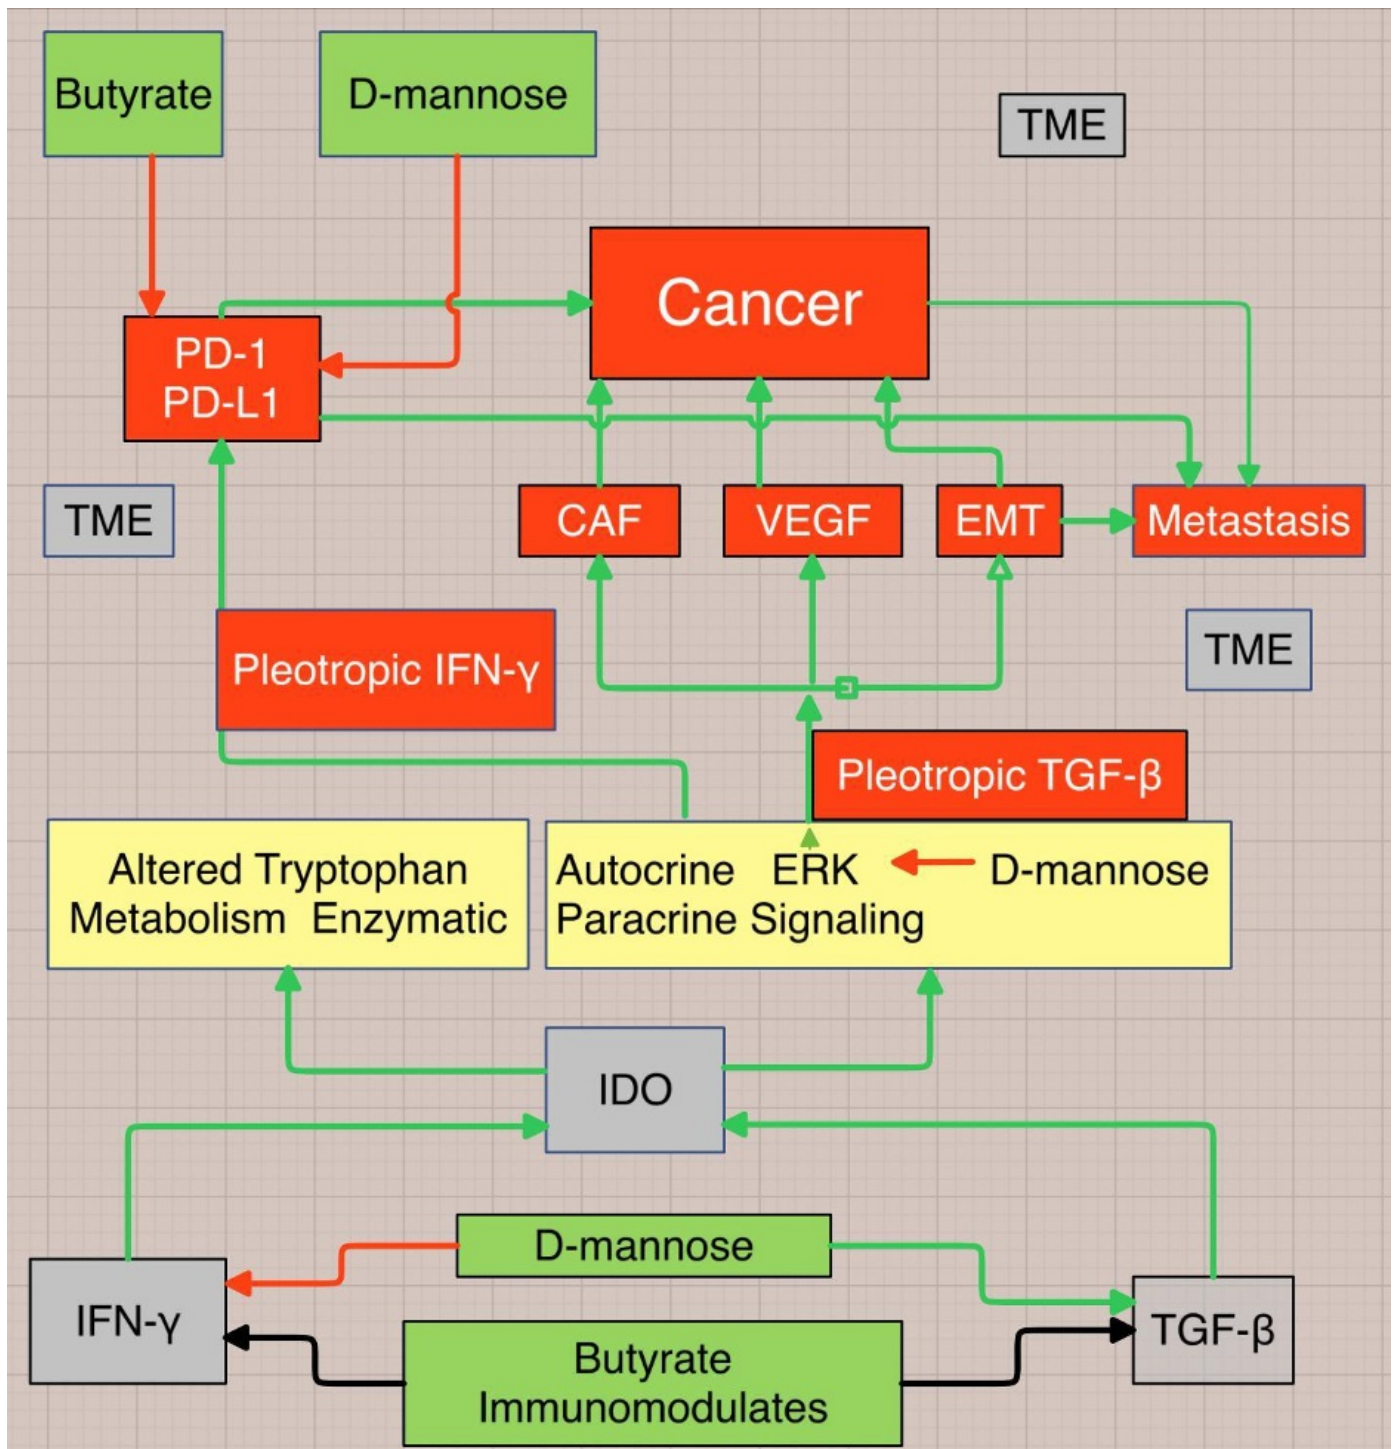 Butyrate
D-mannose
TME
Cancer
PD-1
PD-L1
TME
CAF
VEGF
EMT
Metastasis
Pleotropic IFN-γ
TME
Pleotropic TGF-β
Altered Tryptophan
Metabolism Enzymatic
Autocrine ERK D-mannose
Paracrine Signaling
IDO
D-mannose
IFN-γ
TGF-β
Butyrate
Immunomodulates